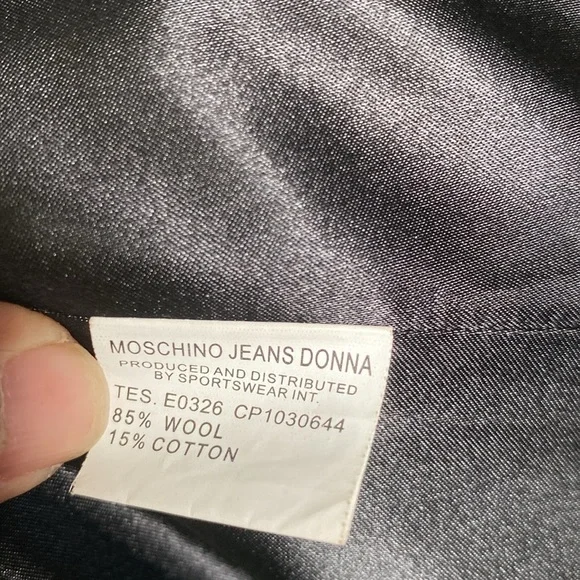 MOSCHINO JEANS DONNA
PRODUCED AND DISTRIBUTED
BY SPORTSWEAR INT.
TES. E0326 CP1030644
85% WOOL
15% COTTON